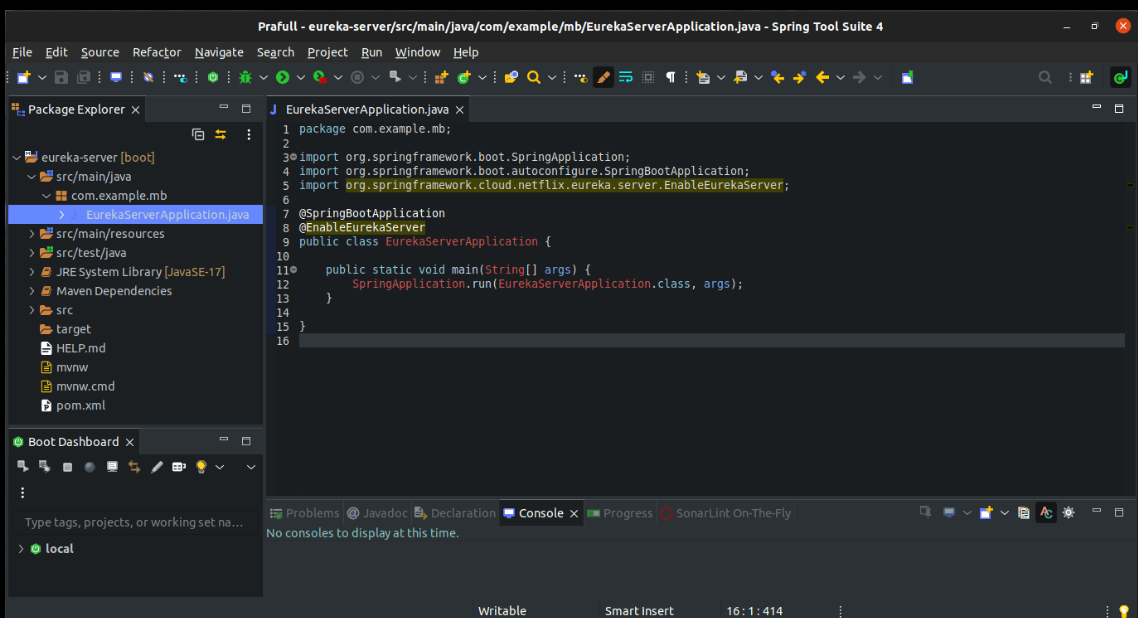 Prafull - eureka-server/src/main/java/com/example/mb/EurekaServerApplication.java - Spring Tool Suite 4
File Edit Source Refactor Navigate Search Project Run Window Help
Package Explorer
eureka-server [boot]
src/main/java
com.example.mb
EurekaServerApplication.java
src/main/resources
src/test/java
JRE System Library [JavaSE-17]
Maven Dependencies
src
target
HELP.md
mvnw
mvnw.cmd
pom.xml
Boot Dashboard
Type tags, projects, or working set na...
local
EurekaServerApplication.java
1 package com.example.mb;
2
3 import org.springframework.boot.SpringApplication;
4 import org.springframework.boot.autoconfigure.SpringBootApplication;
5 import org.springframework.cloud.netflix.eureka.server.EnableEurekaServer;
6
7 @SpringBootApplication
8 @EnableEurekaServer
9 public class EurekaServerApplication {
10
11 public static void main(String[] args) {
12 SpringApplication.run(EurekaServerApplication.class, args);
13 }
14
15 }
16
Problems @ Javadoc Declaration Console Progress SonarLint On-The-Fly
No consoles to display at this time.
Writable Smart Insert 16 : 1 : 414